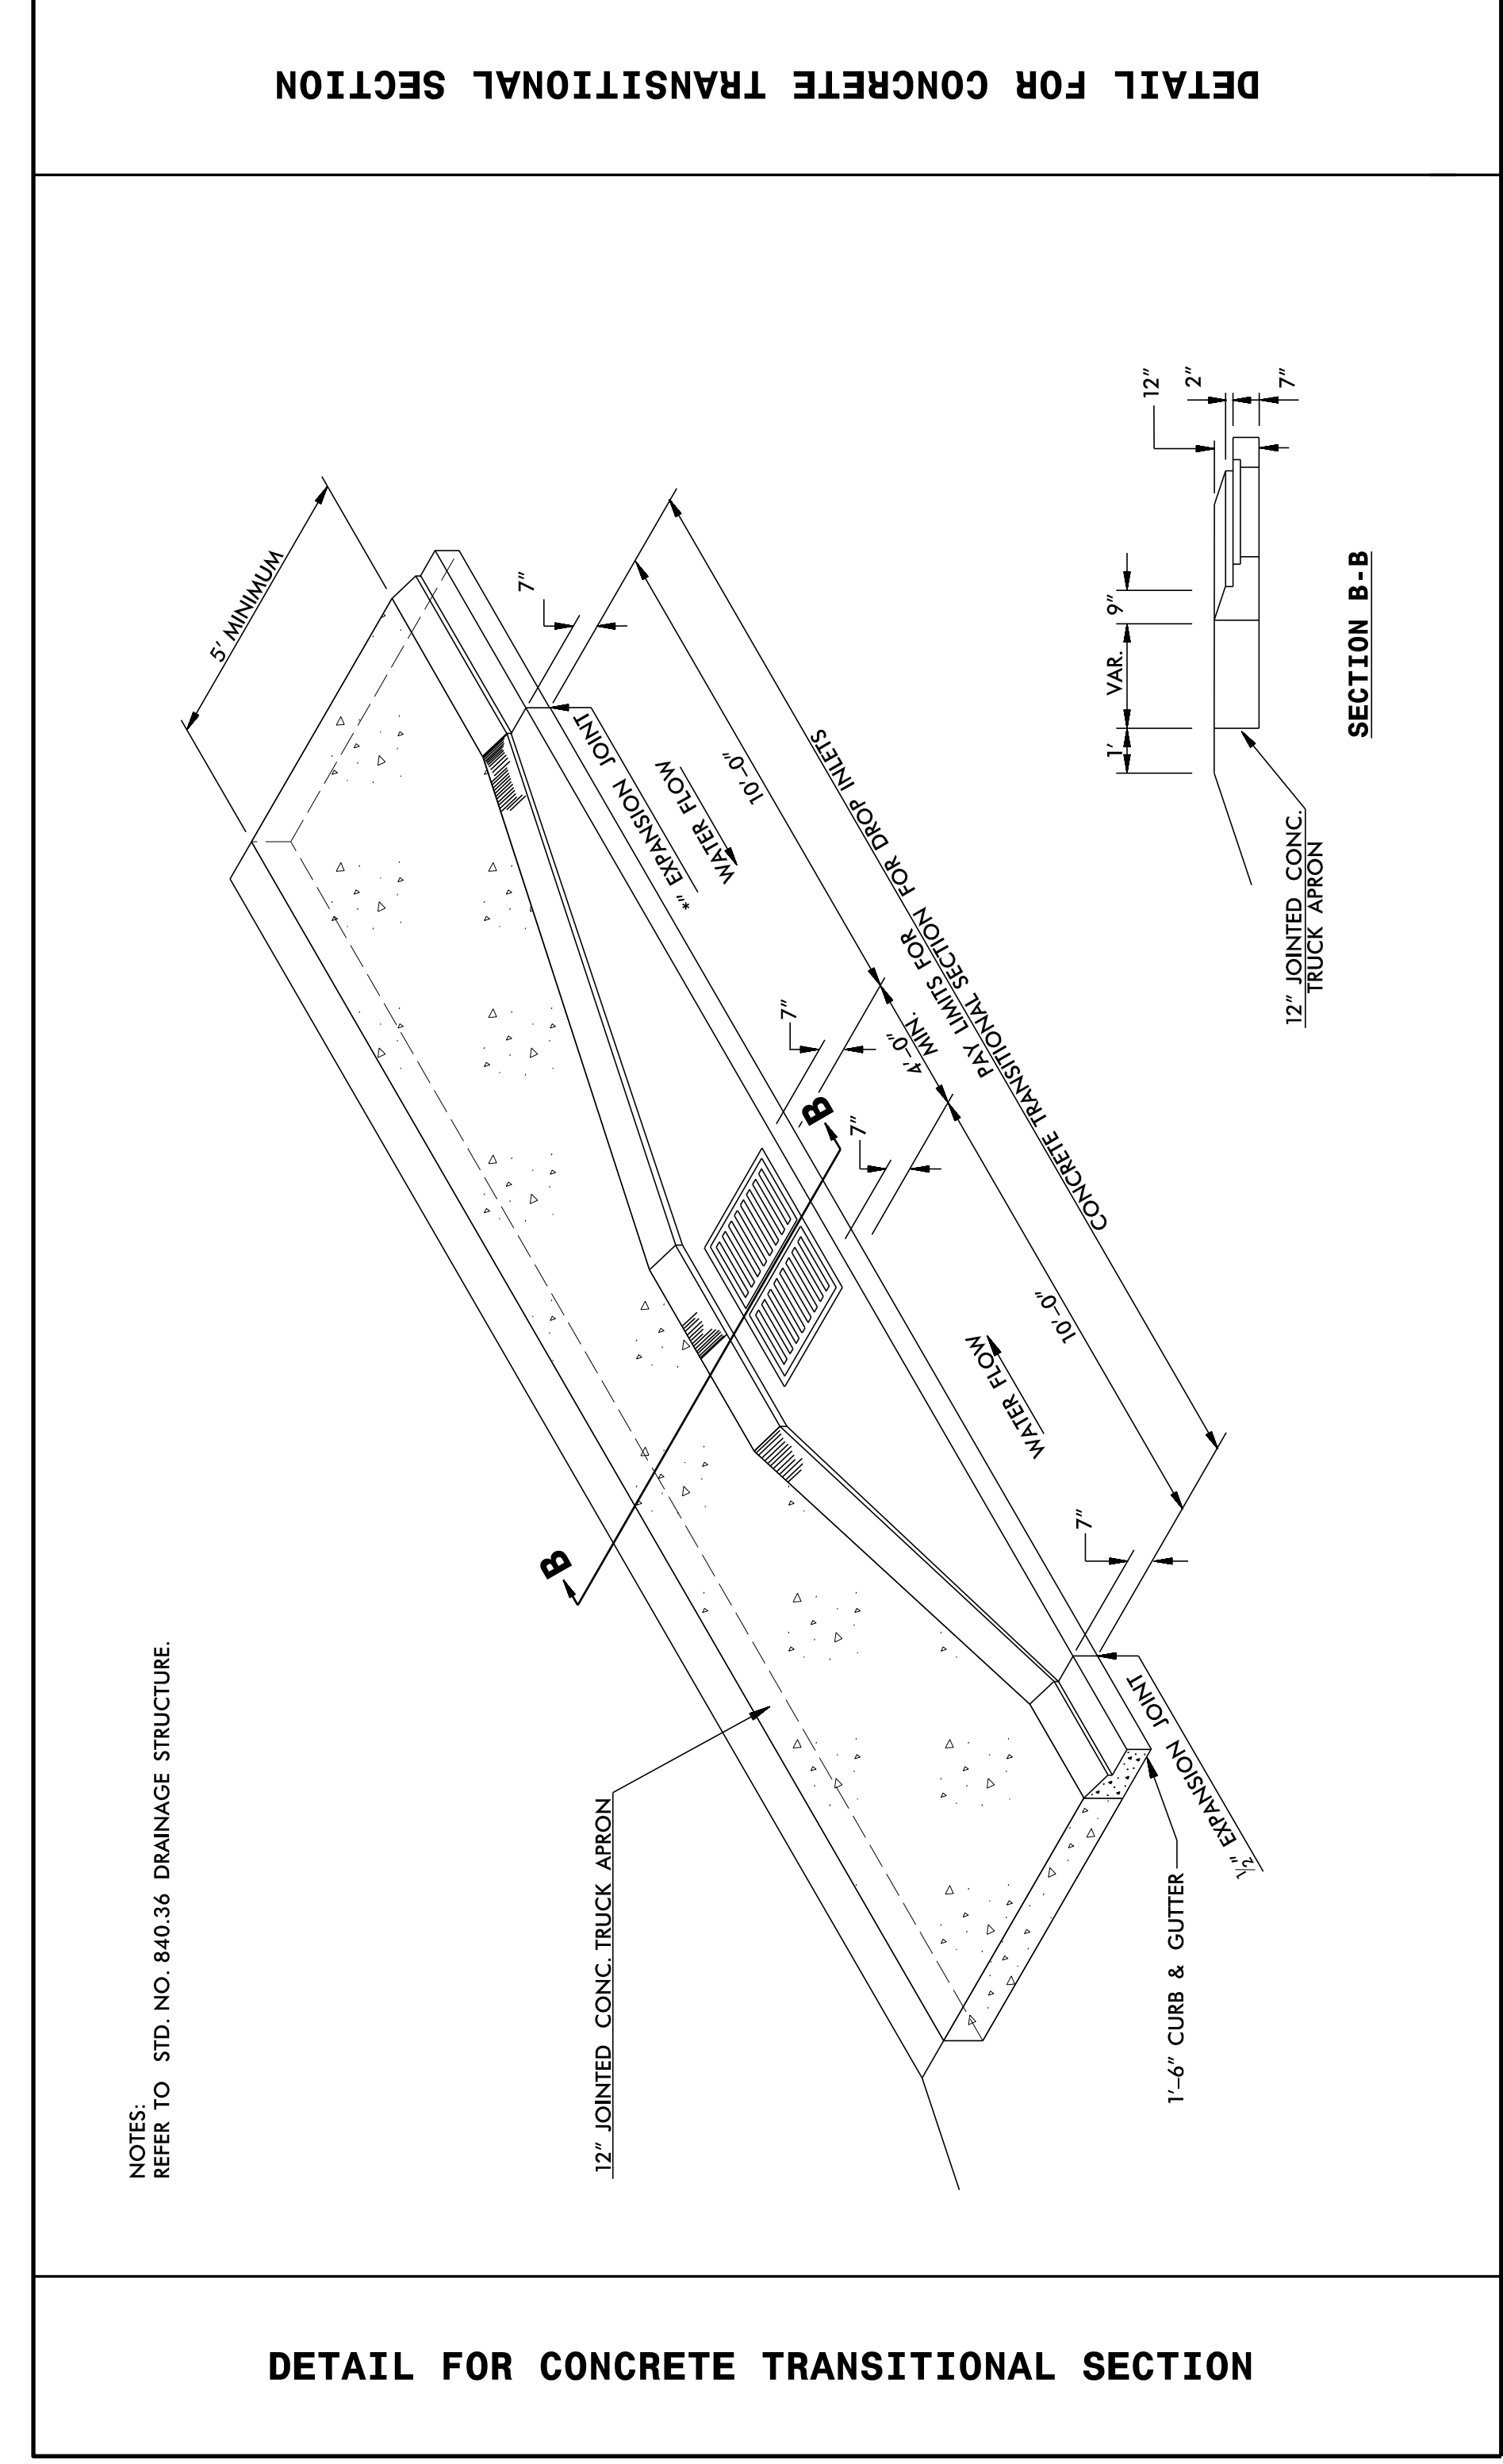 DETAIL FOR CONCRETE TRANSITIONAL SECTION
NOTES:
REFER TO STD. NO. 840.36 DRAINAGE STRUCTURE.
5' MINIMUM
7"
*" EXPANSION JOINT
WATER FLOW
10'-0"
CONCRETE TRANSITIONAL SECTION FOR DROP INLETS
PAY LIMITS FOR
7"
4'-0"
MIN.
B
7"
B
10'-0"
WATER FLOW
7"
12" JOINTED CONC. TRUCK APRON
1/2" EXPANSION JOINT
1'-6" CURB & GUTTER
12"
2"
7"
9"
VAR.
1'
12" JOINTED CONC.
TRUCK APRON
SECTION B-B
DETAIL FOR CONCRETE TRANSITIONAL SECTION